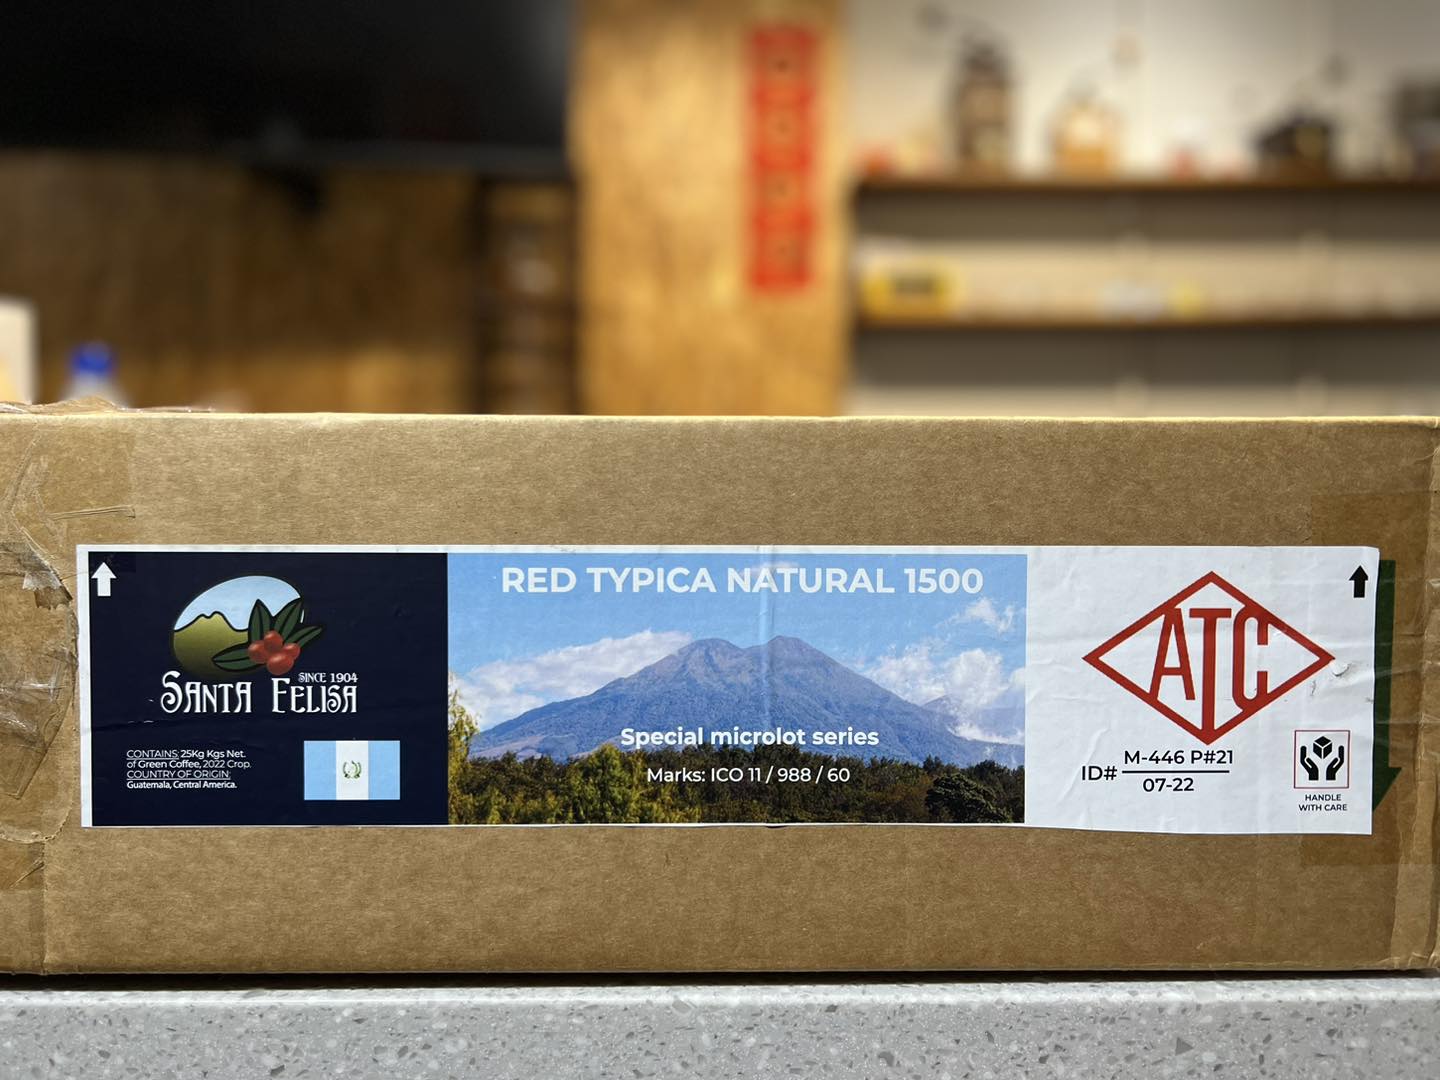 SINCE 1904
SANTA FELISA
CONTAINS: 25Kg Kgs Net.
of Green Coffee, 2022 Crop.
COUNTRY OF ORIGIN:
Guatemala, Central America.
RED TYPICA NATURAL 1500
Special microlot series
Marks: ICO 11 / 988 / 60
ATC
ID# M-446 P#21
07-22
HANDLE
WITH CARE